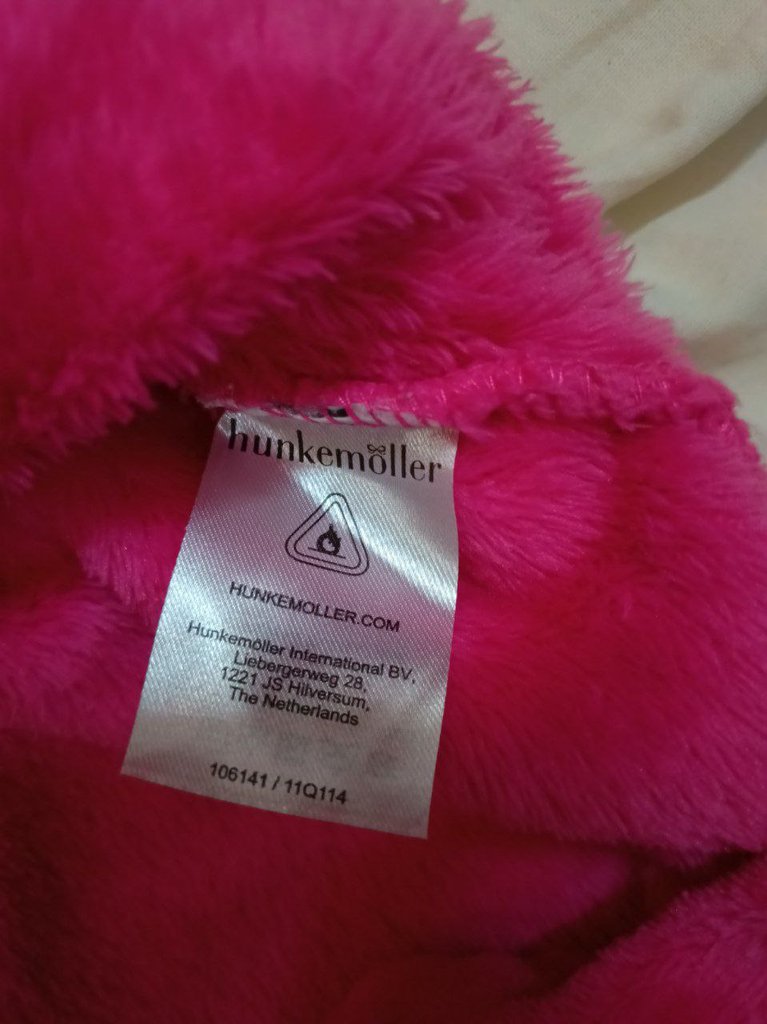 hunkemöller
HUNKEMOLLER.COM
Hunkemöller International BV,
Liebergerweg 28,
1221 JS Hilversum,
The Netherlands
106141 / 11Q114